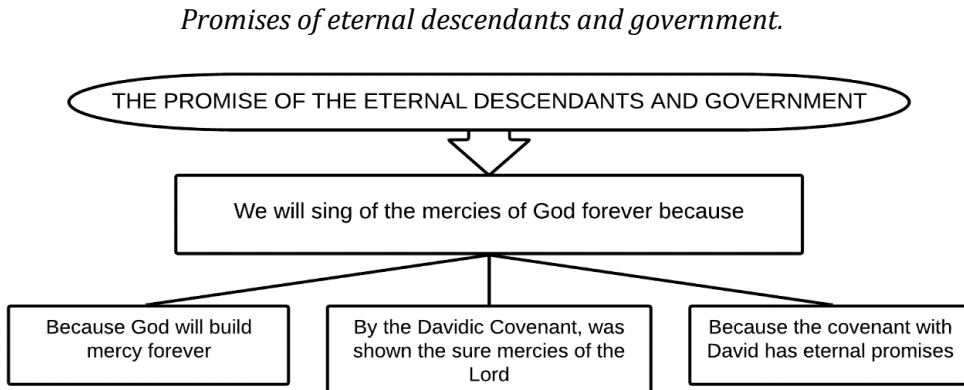 Promises of eternal descendants and government.
THE PROMISE OF THE ETERNAL DESCENDANTS AND GOVERNMENT
We will sing of the mercies of God forever because
Because God will build
mercy forever
By the Davidic Covenant, was
shown the sure mercies of the
Lord
Because the covenant with
David has eternal promises